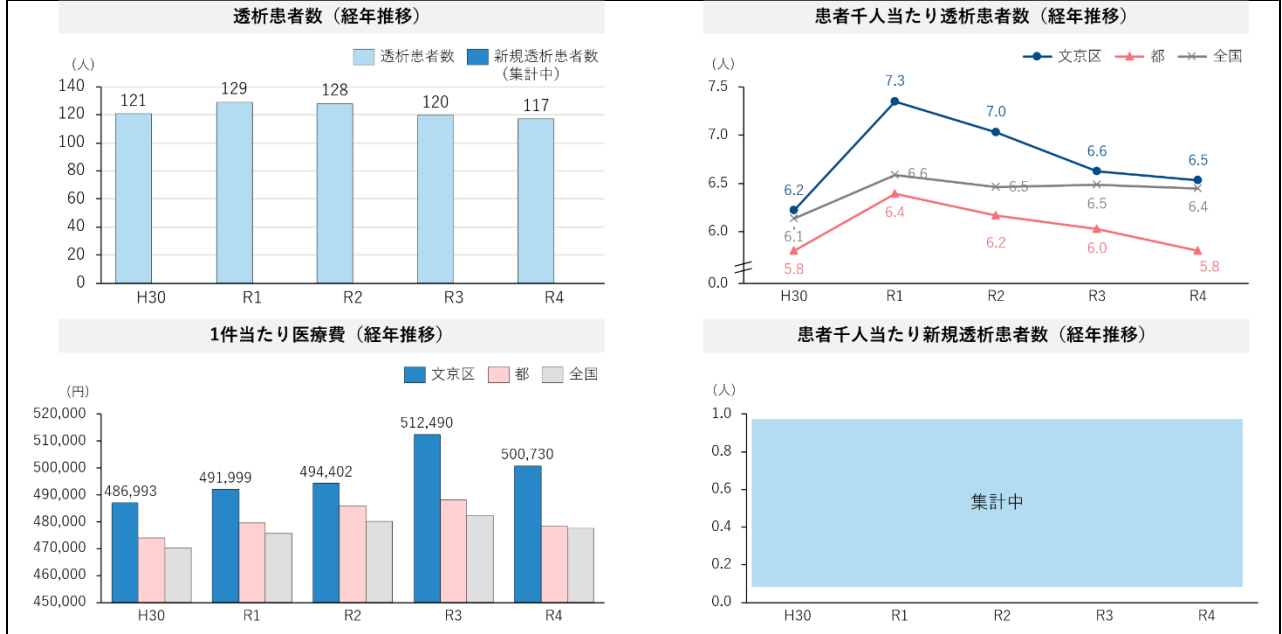 透析患者数（経年推移）
（人）
透析患者数
新規透析患者数
（集計中）
140
120
100
80
60
40
20
0
121
129
128
120
117
H30
R1
R2
R3
R4
患者千人当たり透析患者数（経年推移）
（人）
文京区
都
全国
7.5
7.0
6.5
6.0
0.0
6.2
7.3
7.0
6.6
6.5
6.1
6.6
6.5
6.5
6.4
5.8
6.4
6.2
6.0
5.8
H30
R1
R2
R3
R4
1件当たり医療費（経年推移）
（円）
文京区
都
全国
520,000
510,000
500,000
490,000
480,000
470,000
460,000
450,000
486,993
491,999
494,402
512,490
500,730
H30
R1
R2
R3
R4
患者千人当たり新規透析患者数（経年推移）
（人）
1.0
0.8
0.6
0.4
0.2
0.0
集計中
H30
R1
R2
R3
R4